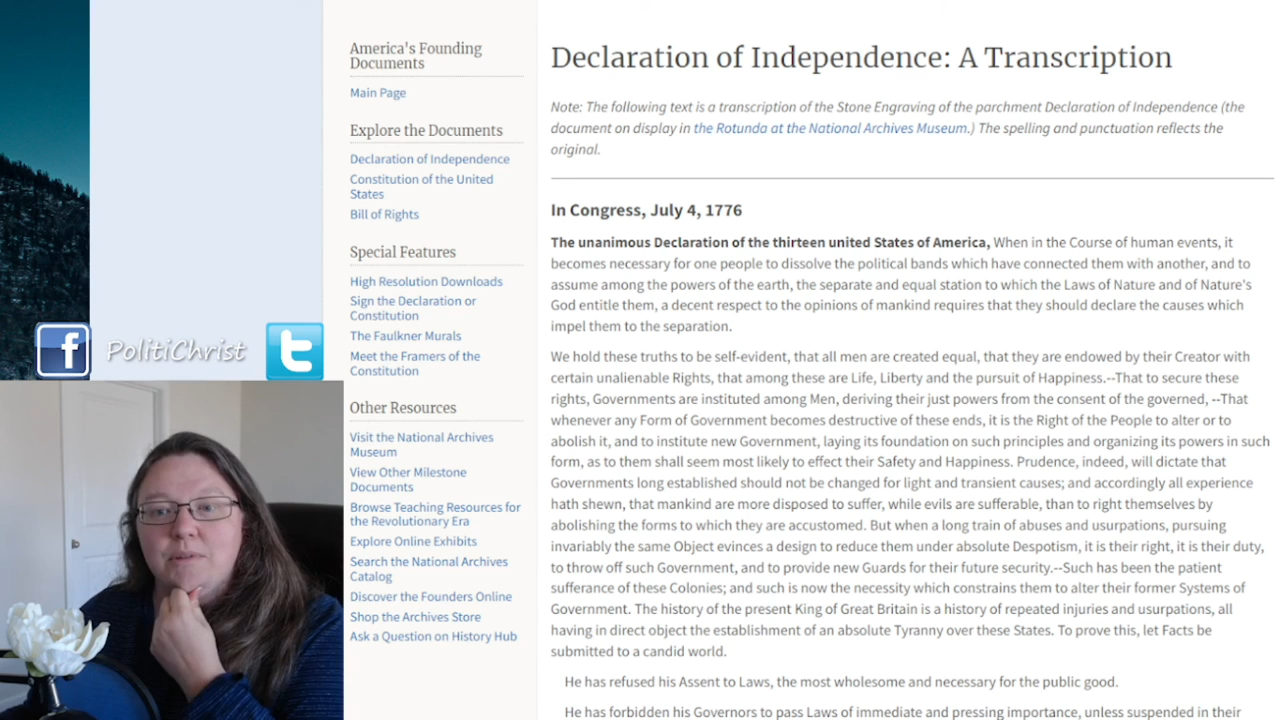 America's Founding
Documents
Main Page
Explore the Documents
Declaration of Independence
Constitution of the United
States
Bill of Rights
Special Features
High Resolution Downloads
Sign the Declaration or
Constitution
The Faulkner Murals
Meet the Framers of the
Constitution
Other Resources
Visit the National Archives
Museum
View Other Milestone
Documents
Browse Teaching Resources for
the Revolutionary Era
Explore Online Exhibits
Search the National Archives
Catalog
Discover the Founders Online
Shop the Archives Store
Ask a Question on History Hub
Declaration of Independence: A Transcription
Note: The following text is a transcription of the Stone Engraving of the parchment Declaration of Independence (the
document on display in the Rotunda at the National Archives Museum.) The spelling and punctuation reflects the
original.
In Congress, July 4, 1776
The unanimous Declaration of the thirteen united States of America, When in the Course of human events, it
becomes necessary for one people to dissolve the political bands which have connected them with another, and to
assume among the powers of the earth, the separate and equal station to which the Laws of Nature and of Nature's
God entitle them, a decent respect to the opinions of mankind requires that they should declare the causes which
impel them to the separation.
We hold these truths to be self-evident, that all men are created equal, that they are endowed by their Creator with
certain unalienable Rights, that among these are Life, Liberty and the pursuit of Happiness.--That to secure these
rights, Governments are instituted among Men, deriving their just powers from the consent of the governed, --That
whenever any Form of Government becomes destructive of these ends, it is the Right of the People to alter or to
abolish it, and to institute new Government, laying its foundation on such principles and organizing its powers in such
form, as to them shall seem most likely to effect their Safety and Happiness. Prudence, indeed, will dictate that
Governments long established should not be changed for light and transient causes; and accordingly all experience
hath shewn, that mankind are more disposed to suffer, while evils are sufferable, than to right themselves by
abolishing the forms to which they are accustomed. But when a long train of abuses and usurpations, pursuing
invariably the same Object evinces a design to reduce them under absolute Despotism, it is their right, it is their duty,
to throw off such Government, and to provide new Guards for their future security.--Such has been the patient
sufferance of these Colonies; and such is now the necessity which constrains them to alter their former Systems of
Government. The history of the present King of Great Britain is a history of repeated injuries and usurpations, all
having in direct object the establishment of an absolute Tyranny over these States. To prove this, let Facts be
submitted to a candid world.
He has refused his Assent to Laws, the most wholesome and necessary for the public good.
He has forbidden his Governors to pass Laws of immediate and pressing importance, unless suspended in their
f PolitiChrist t